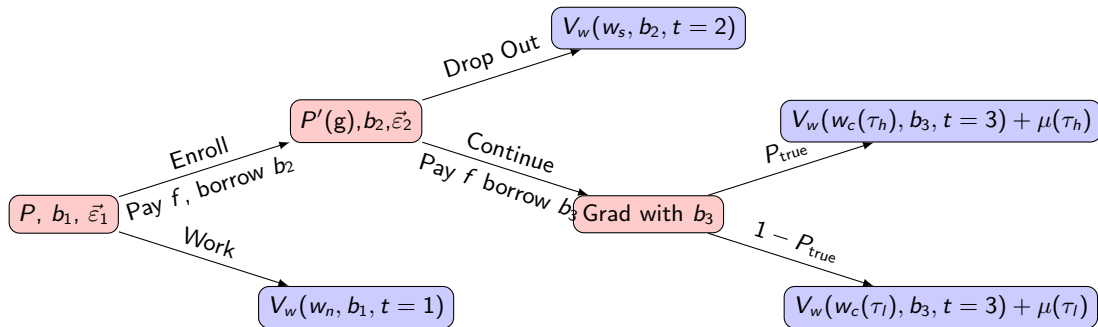 V_w(w_s, b_2, t = 2)
Drop Out
P′(g),b_2,ε⃗_2
V_w(w_c(τ_h), b_3, t = 3) + μ(τ_h)
Enroll
Continue
P_true
Pay f, borrow b_2
Pay f borrow b_3
P, b_1, ε⃗_1
Grad with b_3
Work
1 − P_true
V_w(w_n, b_1, t = 1)
V_w(w_c(τ_l), b_3, t = 3) + μ(τ_l)